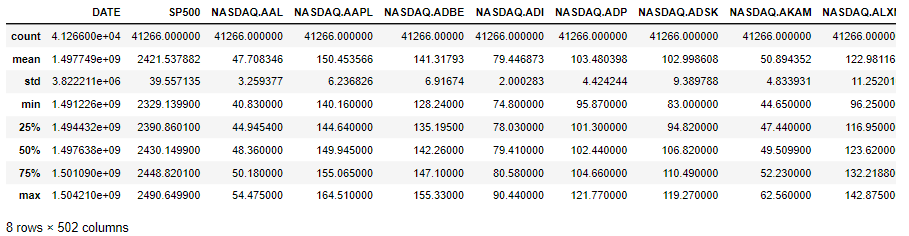 DATE SP500 NASDAQ.AAL NASDAQ.AAPL NASDAQ.ADBE NASDAQ.ADI NASDAQ.ADP NASDAQ.ADSK NASDAQ.AKAM NASDAQ.ALXI
count 4.126600e+04 41266.000000 41266.000000 41266.000000 41266.00000 41266.000000 41266.000000 41266.000000 41266.000000 41266.00000
mean 1.497749e+09 2421.537882 47.708346 150.453566 141.31793 79.446873 103.480398 102.998608 50.894352 122.98116
std 3.822211e+06 39.557135 3.259377 6.236826 6.91674 2.000283 4.424244 9.389788 4.833931 11.25201
min 1.491226e+09 2329.139900 40.830000 140.160000 128.24000 74.800000 95.870000 83.000000 44.650000 96.25000
25% 1.494432e+09 2390.860100 44.945400 144.640000 135.19500 78.030000 101.300000 94.820000 47.440000 116.95000
50% 1.497638e+09 2430.149900 48.360000 149.945000 142.26000 79.410000 102.440000 106.820000 49.509900 123.62000
75% 1.501090e+09 2448.820100 50.180000 155.065000 147.10000 80.580000 104.660000 110.490000 52.230000 132.21880
max 1.504210e+09 2490.649900 54.475000 164.510000 155.33000 90.440000 121.770000 119.270000 62.560000 142.87500
8 rows × 502 columns